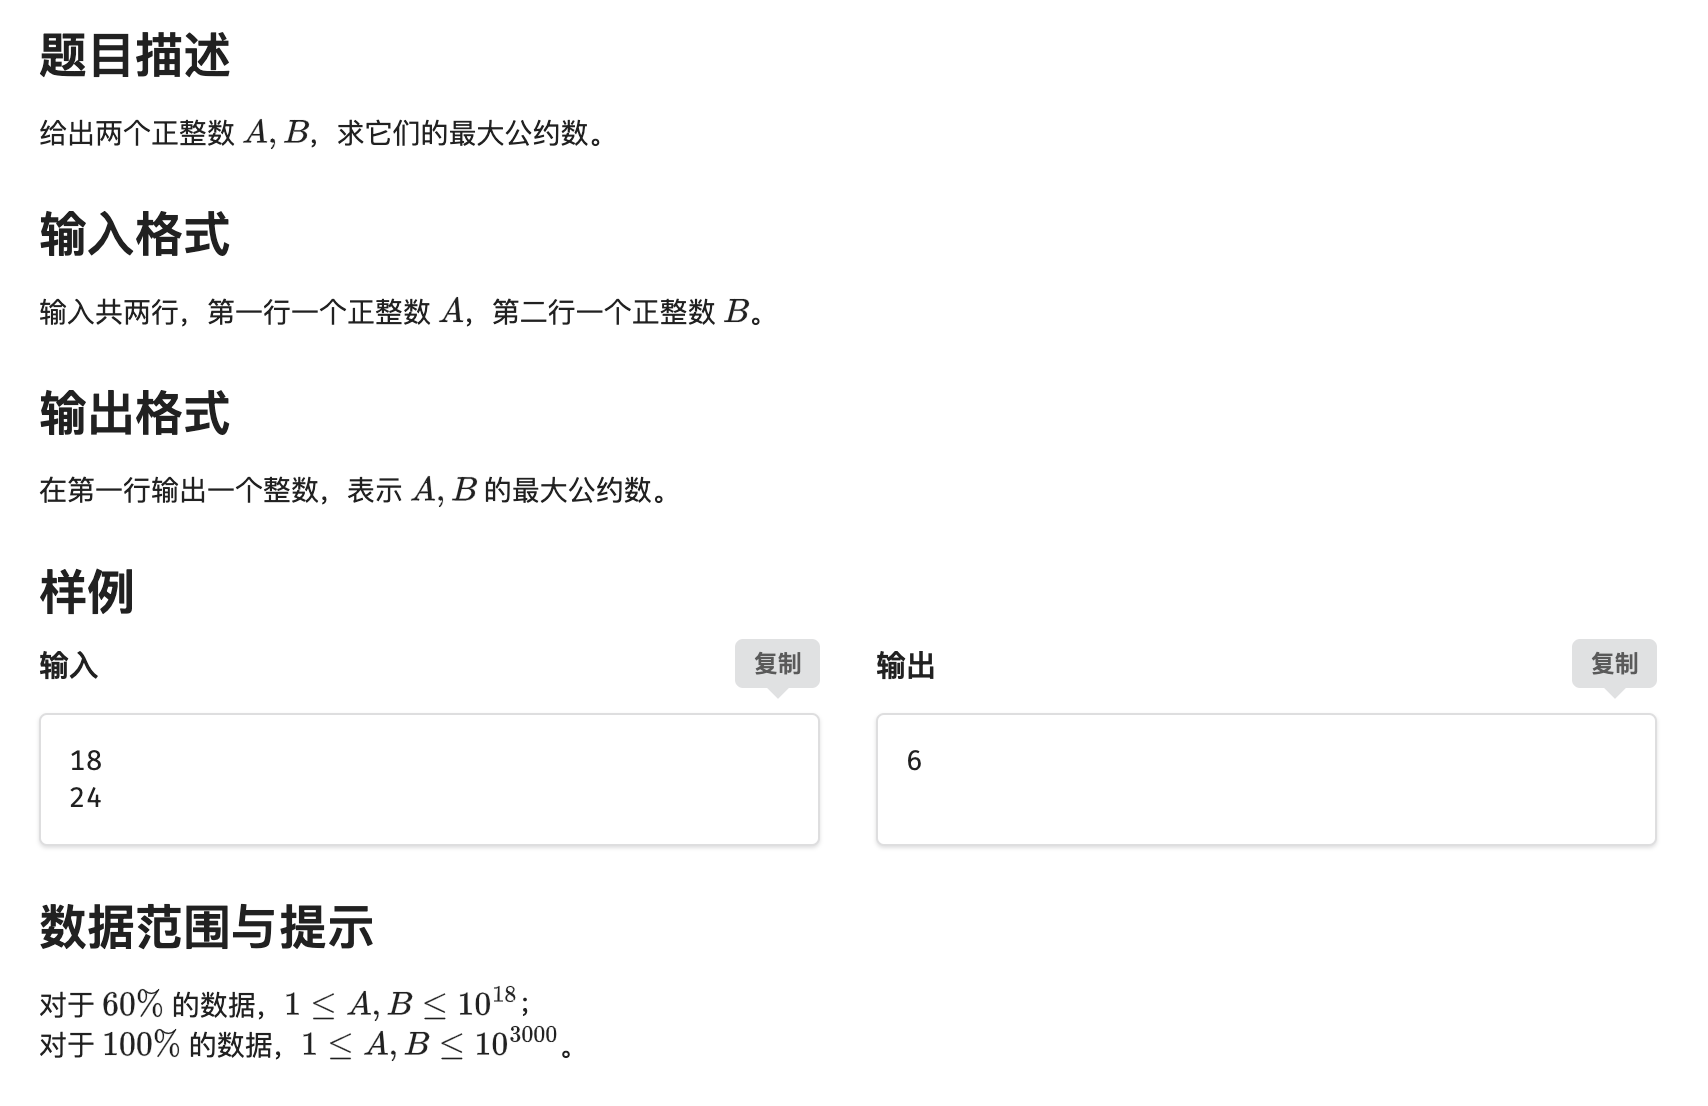 题目描述
给出两个正整数 A, B，求它们的最大公约数。
输入格式
输入共两行，第一行一个正整数 A，第二行一个正整数 B。
输出格式
在第一行输出一个整数，表示 A, B 的最大公约数。
样例
输入
复制
18
24
输出
复制
6
数据范围与提示
对于 60% 的数据，1 ≤ A, B ≤ 10^18；
对于 100% 的数据，1 ≤ A, B ≤ 10^3000。